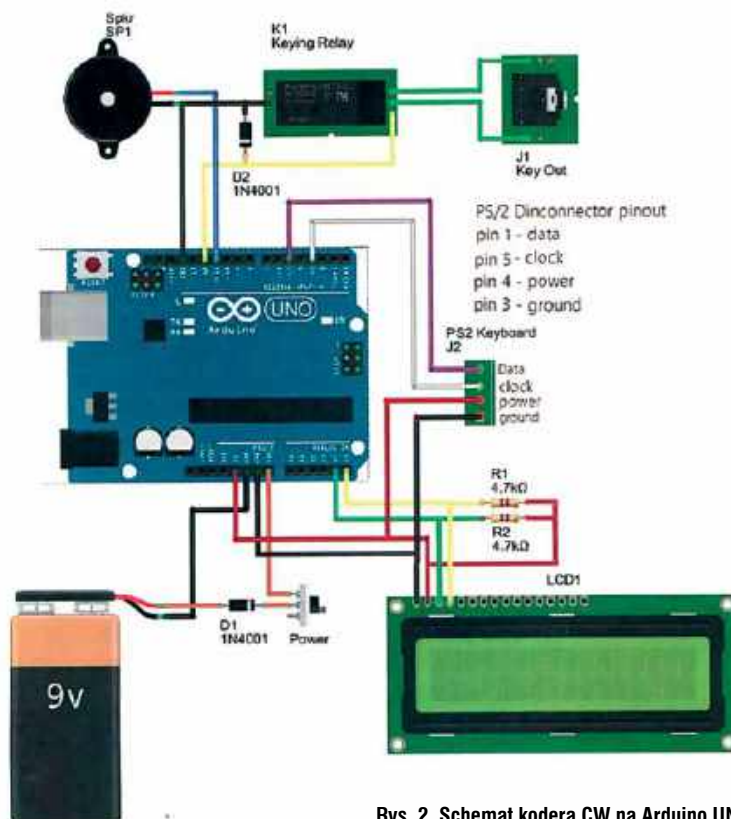 Spkr
SP1
K1
Keying Relay
J1
Key Out
D2
1N4001
PS/2 Dinconnector pinout
pin 1 - data
pin 5 - clock
pin 4 - power
pin 3 - ground
PS2 Keyboard
J2
Data
clock
power
ground
UNO
Arduino
R1
4.7kΩ
R2
4.7kΩ
LCD1
D1
1N4001
Power
9v
Rys. 2. Schemat kodera CW na Arduino UN